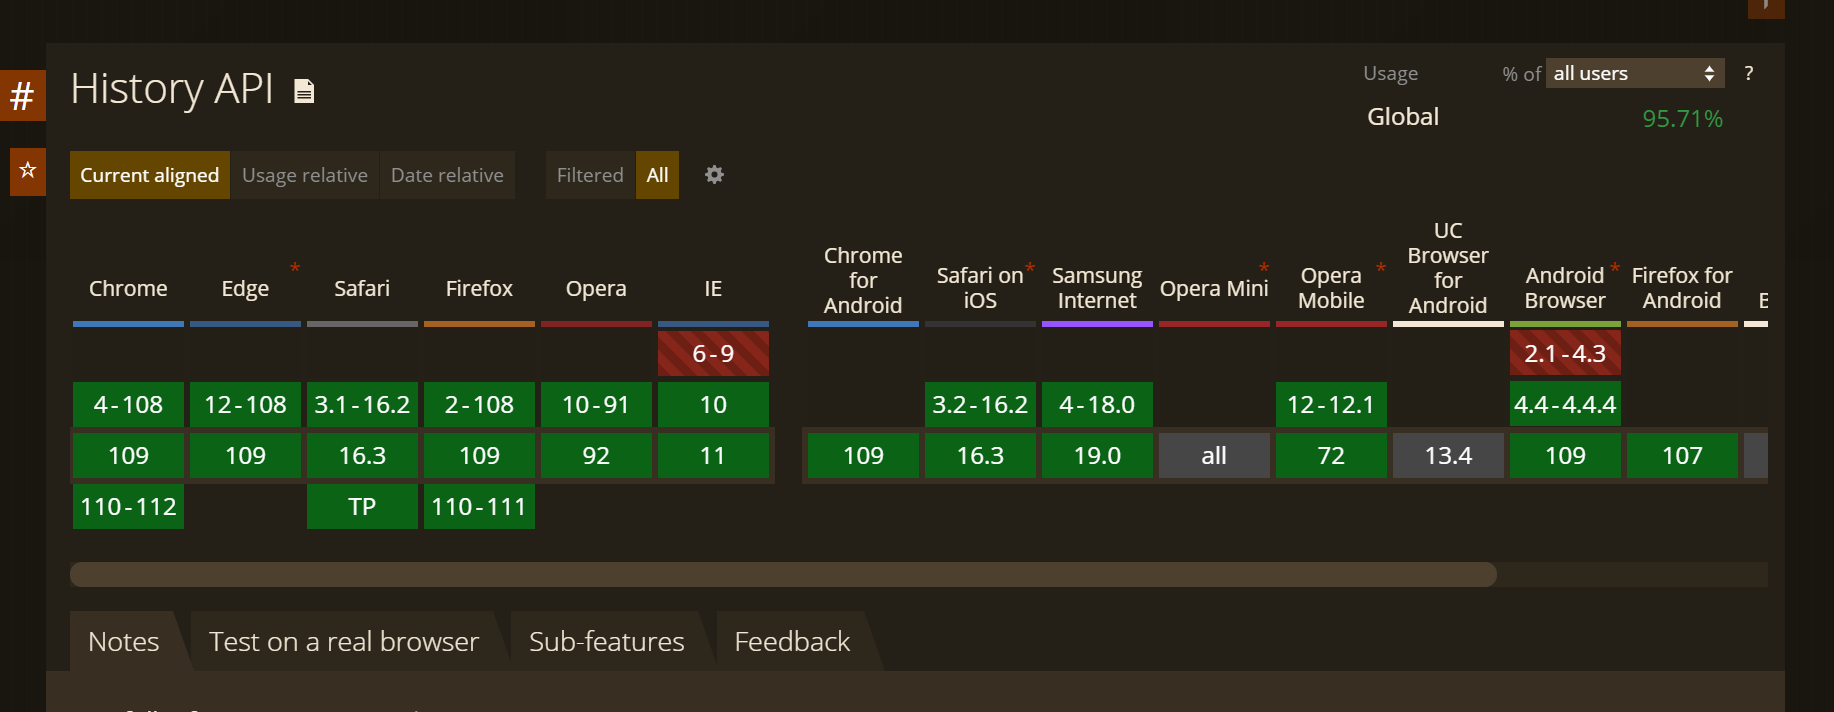 #
History API
Usage % of all users ?
Global 95.71%
Current aligned Usage relative Date relative Filtered All
Chrome Edge * Safari Firefox Opera IE
Chrome for Android
Safari on iOS *
Samsung Internet
Opera Mini *
Opera Mobile *
UC Browser for Android
Android Browser *
Firefox for Android
6-9 2.1-4.3
4-108 12-108 3.1-16.2 2-108 10-91 10 3.2-16.2 4-18.0 12-12.1 4.4-4.4.4
109 109 16.3 109 92 11 109 16.3 19.0 all 72 13.4 109 107
110-112 TP 110-111
Notes Test on a real browser Sub-features Feedback